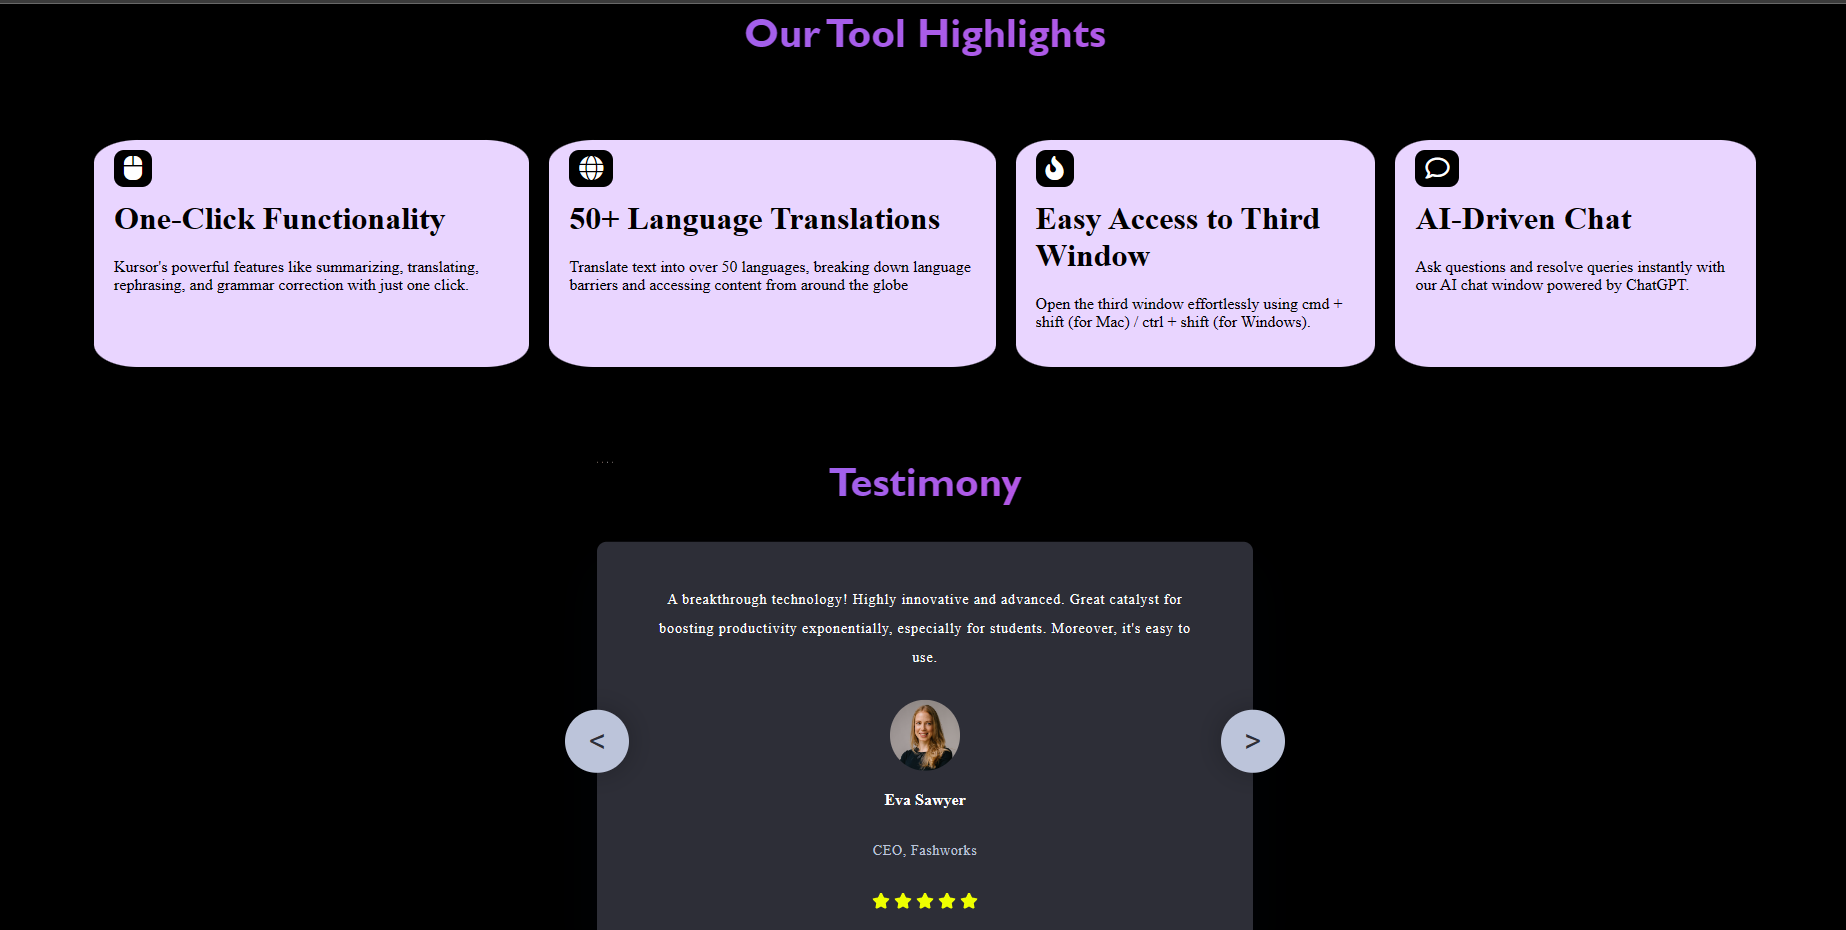 Our Tool Highlights
One-Click Functionality
Kursor's powerful features like summarizing, translating,
rephrasing, and grammar correction with just one click.
50+ Language Translations
Translate text into over 50 languages, breaking down language
barriers and accessing content from around the globe
Easy Access to Third
Window
Open the third window effortlessly using cmd +
shift (for Mac) / ctrl + shift (for Windows).
AI-Driven Chat
Ask questions and resolve queries instantly with
our AI chat window powered by ChatGPT.
Testimony
A breakthrough technology! Highly innovative and advanced. Great catalyst for
boosting productivity exponentially, especially for students. Moreover, it's easy to
use.
<
>
Eva Sawyer
CEO, Fashworks